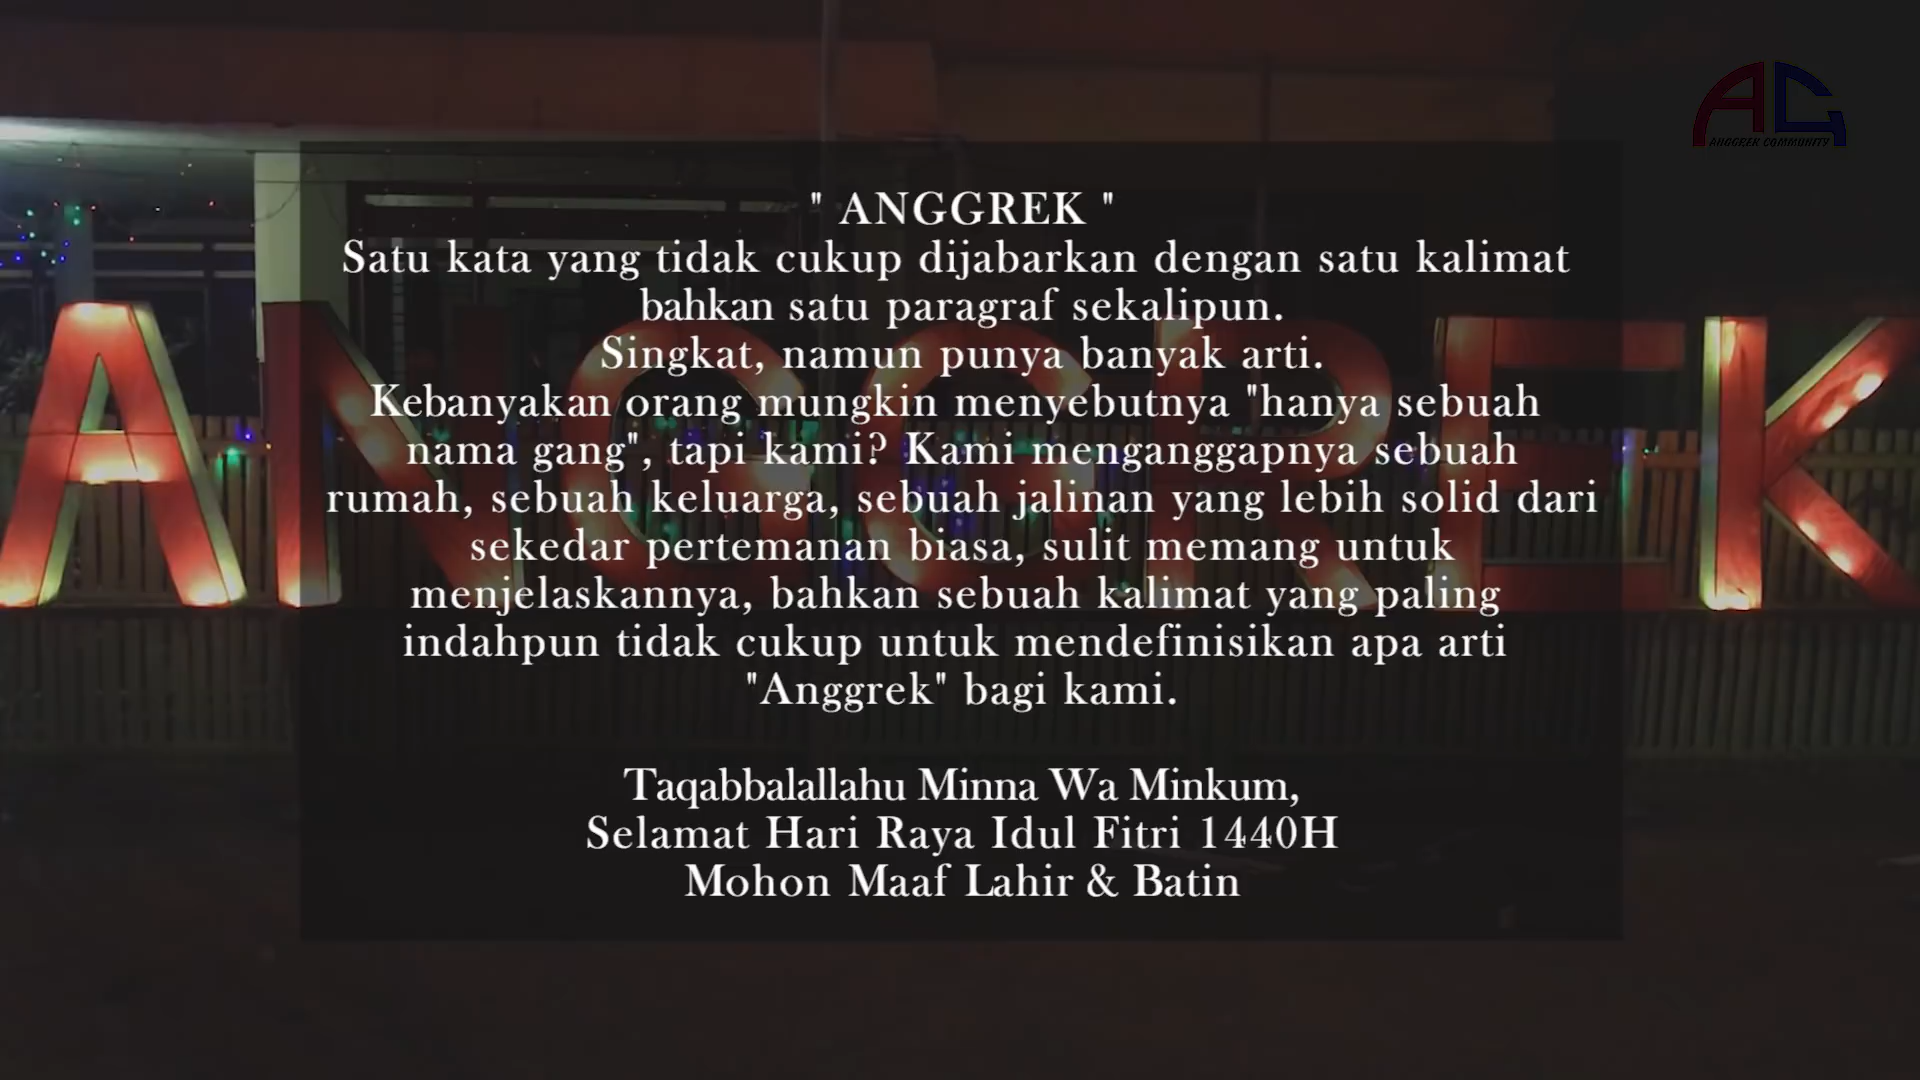 AG
ANGGREK COMMUNITY
" ANGGREK "
Satu kata yang tidak cukup dijabarkan dengan satu kalimat
bahkan satu paragraf sekalipun.
Singkat, namun punya banyak arti.
Kebanyakan orang mungkin menyebutnya "hanya sebuah
nama gang", tapi kami? Kami menganggapnya sebuah
rumah, sebuah keluarga, sebuah jalinan yang lebih solid dari
sekedar pertemanan biasa, sulit memang untuk
menjelaskannya, bahkan sebuah kalimat yang paling
indahpun tidak cukup untuk mendefinisikan apa arti
"Anggrek" bagi kami.
Taqabbalallahu Minna Wa Minkum,
Selamat Hari Raya Idul Fitri 1440H
Mohon Maaf Lahir & Batin
ANGGREK